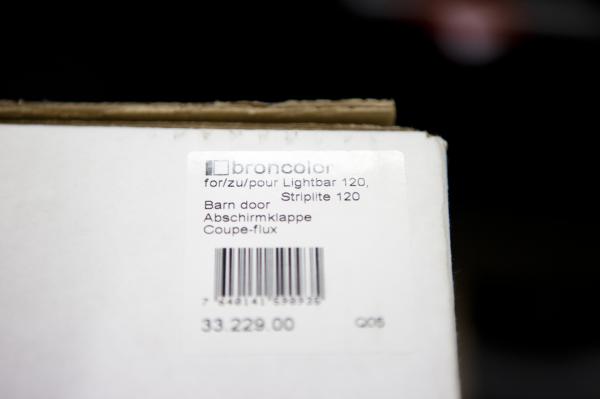 broncolor
for/zu/pour Lightbar 120,
Striplite 120
Barn door
Abschirmklappe
Coupe-flux
33.229.00 Q05